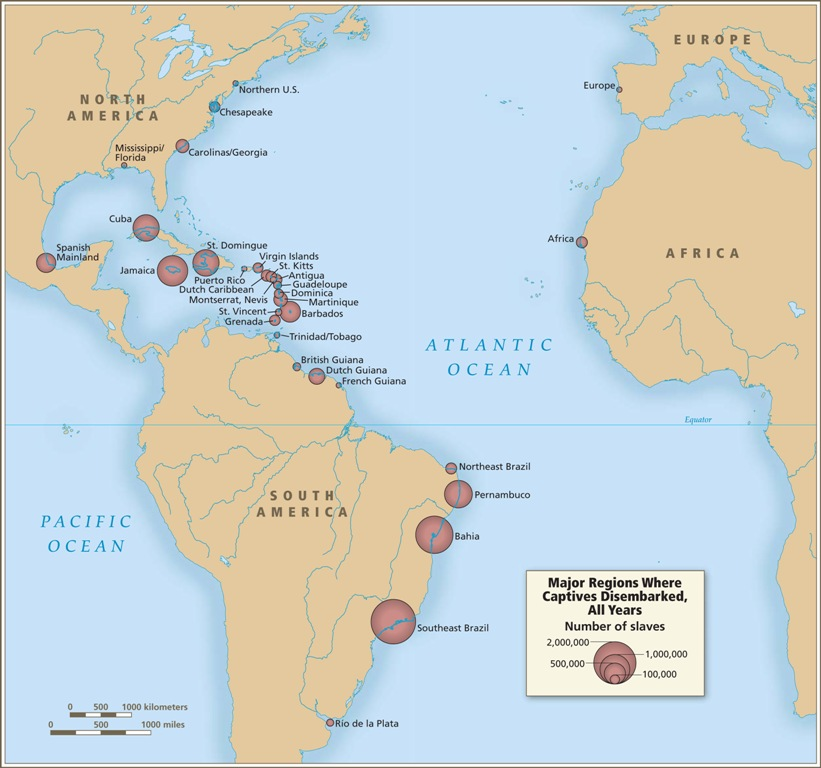 EUROPE
NORTH
AMERICA
Northern U.S.
Europe
Chesapeake
Mississippi/
Florida
Carolinas/Georgia
Cuba
Spanish
Mainland
Jamaica
St. Domingue
Puerto Rico
Virgin Islands
St. Kitts
Antigua
Dutch Caribbean
Guadeloupe
Dominica
Montserrat, Nevis
Martinique
St. Vincent
Barbados
Grenada
Trinidad/Tobago
British Guiana
Dutch Guiana
French Guiana
Africa
AFRICA
ATLANTIC
OCEAN
Equator
Northeast Brazil
Pernambuco
SOUTH
AMERICA
PACIFIC
OCEAN
Bahia
Southeast Brazil
Río de la Plata
Major Regions Where
Captives Disembarked,
All Years
Number of slaves
2,000,000
1,000,000
500,000
100,000
0 500 1000 kilometers
0 500 1000 miles